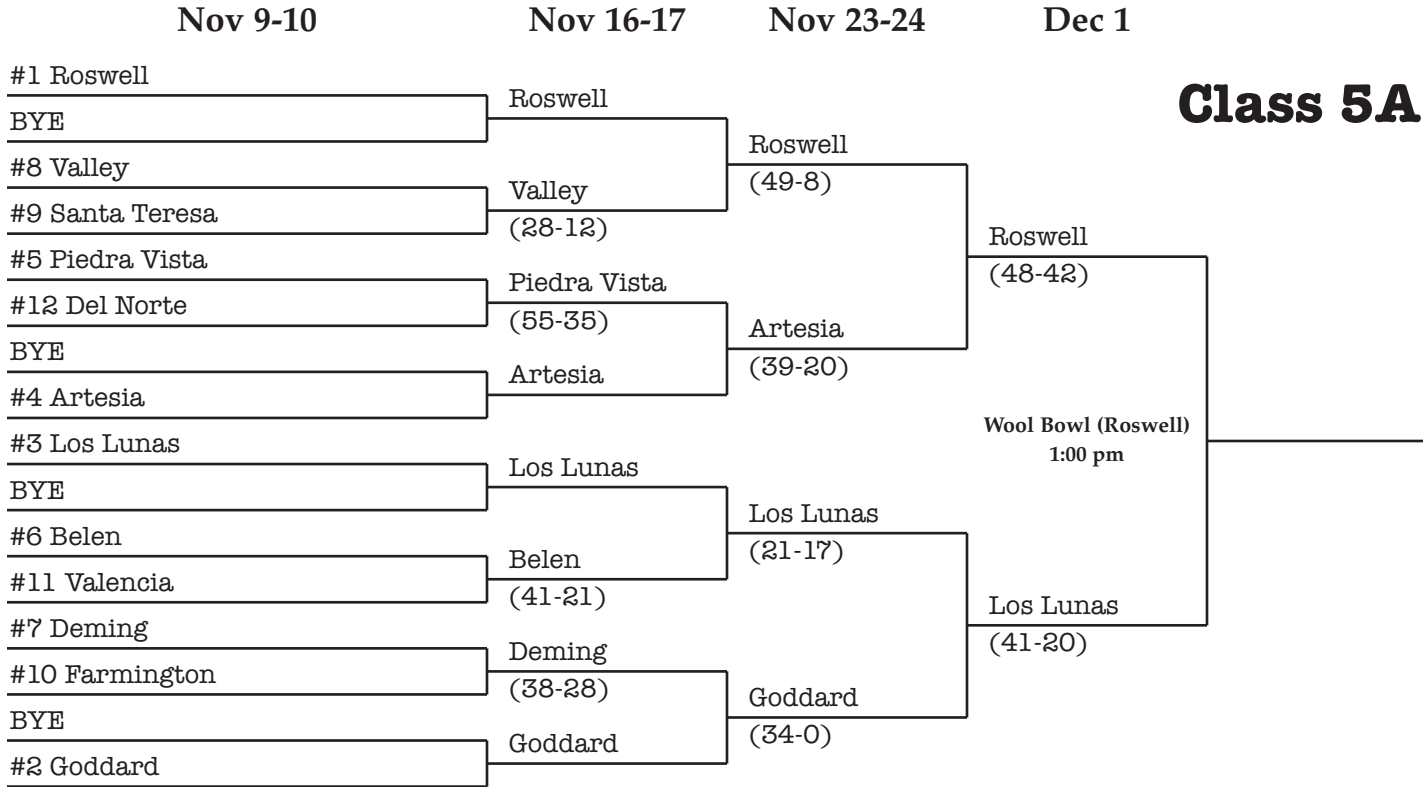 Nov 9-10 Nov 16-17 Nov 23-24 Dec 1
Class 5A
#1 Roswell
BYE
#8 Valley
#9 Santa Teresa
#5 Piedra Vista
#12 Del Norte
BYE
#4 Artesia
#3 Los Lunas
BYE
#6 Belen
#11 Valencia
#7 Deming
#10 Farmington
BYE
#2 Goddard
Roswell
Valley
(28-12)
Piedra Vista
(55-35)
Artesia
Los Lunas
Belen
(41-21)
Deming
(38-28)
Goddard
Roswell
(49-8)
Artesia
(39-20)
Los Lunas
(21-17)
Goddard
(34-0)
Roswell
(48-42)
Wool Bowl (Roswell)
1:00 pm
Los Lunas
(41-20)